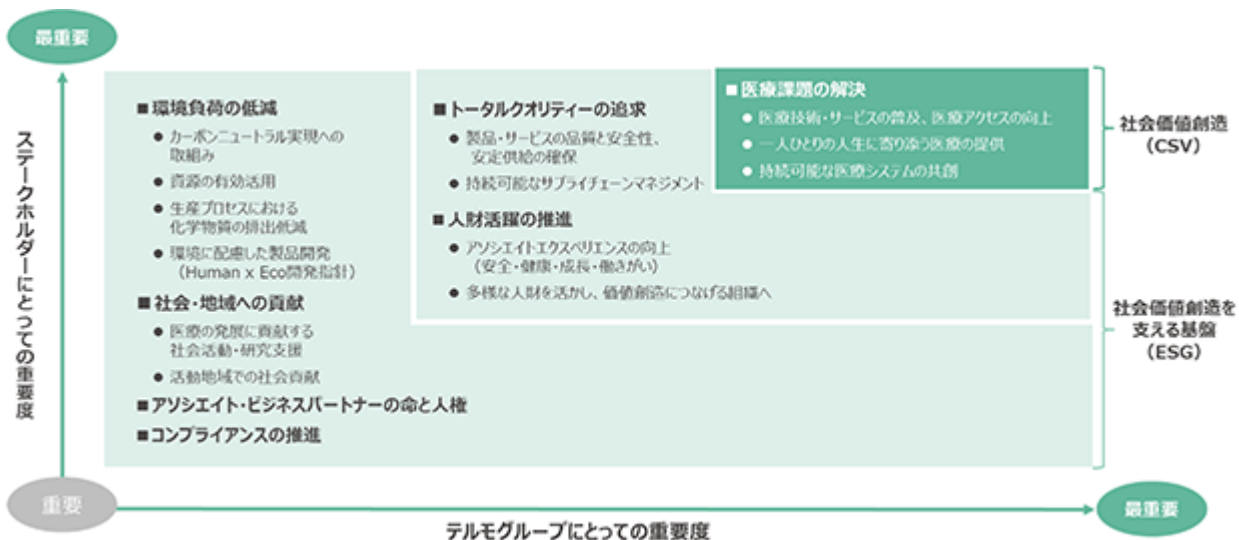 最重要
ステークホルダーにとっての重要度
■環境負荷の低減
● カーボンニュートラル実現への
取組み
● 資源の有効活用
● 生産プロセスにおける
化学物質の排出低減
● 環境に配慮した製品開発
（Human x Eco開発指針）
■社会・地域への貢献
● 医療の発展に貢献する
社会活動・研究支援
● 活動地域での社会貢献
■アソシエイト・ビジネスパートナーの命と人権
■コンプライアンスの推進
■トータルクオリティーの追求
● 製品・サービスの品質と安全性、
安定供給の確保
● 持続可能なサプライチェーンマネジメント
■人財活躍の推進
● アソシエイトエクスペリエンスの向上
（安全・健康・成長・働きがい）
● 多様な人財を活かし、価値創造につなげる組織へ
■医療課題の解決
● 医療技術・サービスの普及、医療アクセスの向上
● 一人ひとりの人生に寄り添う医療の提供
● 持続可能な医療システムの共創
社会価値創造
（CSV）
社会価値創造を
支える基盤
（ESG）
重要
テルモグループにとっての重要度
最重要